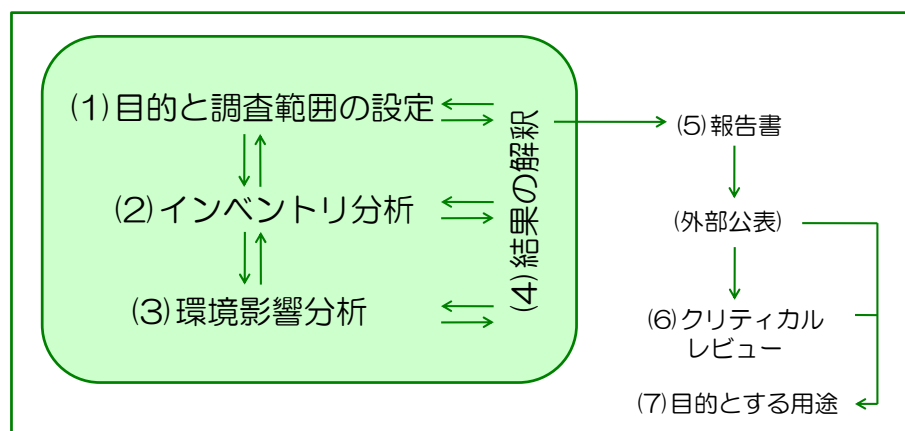 (1)目的と調査範囲の設定
(2)インベントリ分析
(3)環境影響分析
(4)結果の解釈
(5)報告書
(外部公表)
(6)クリティカル
レビュー
(7)目的とする用途